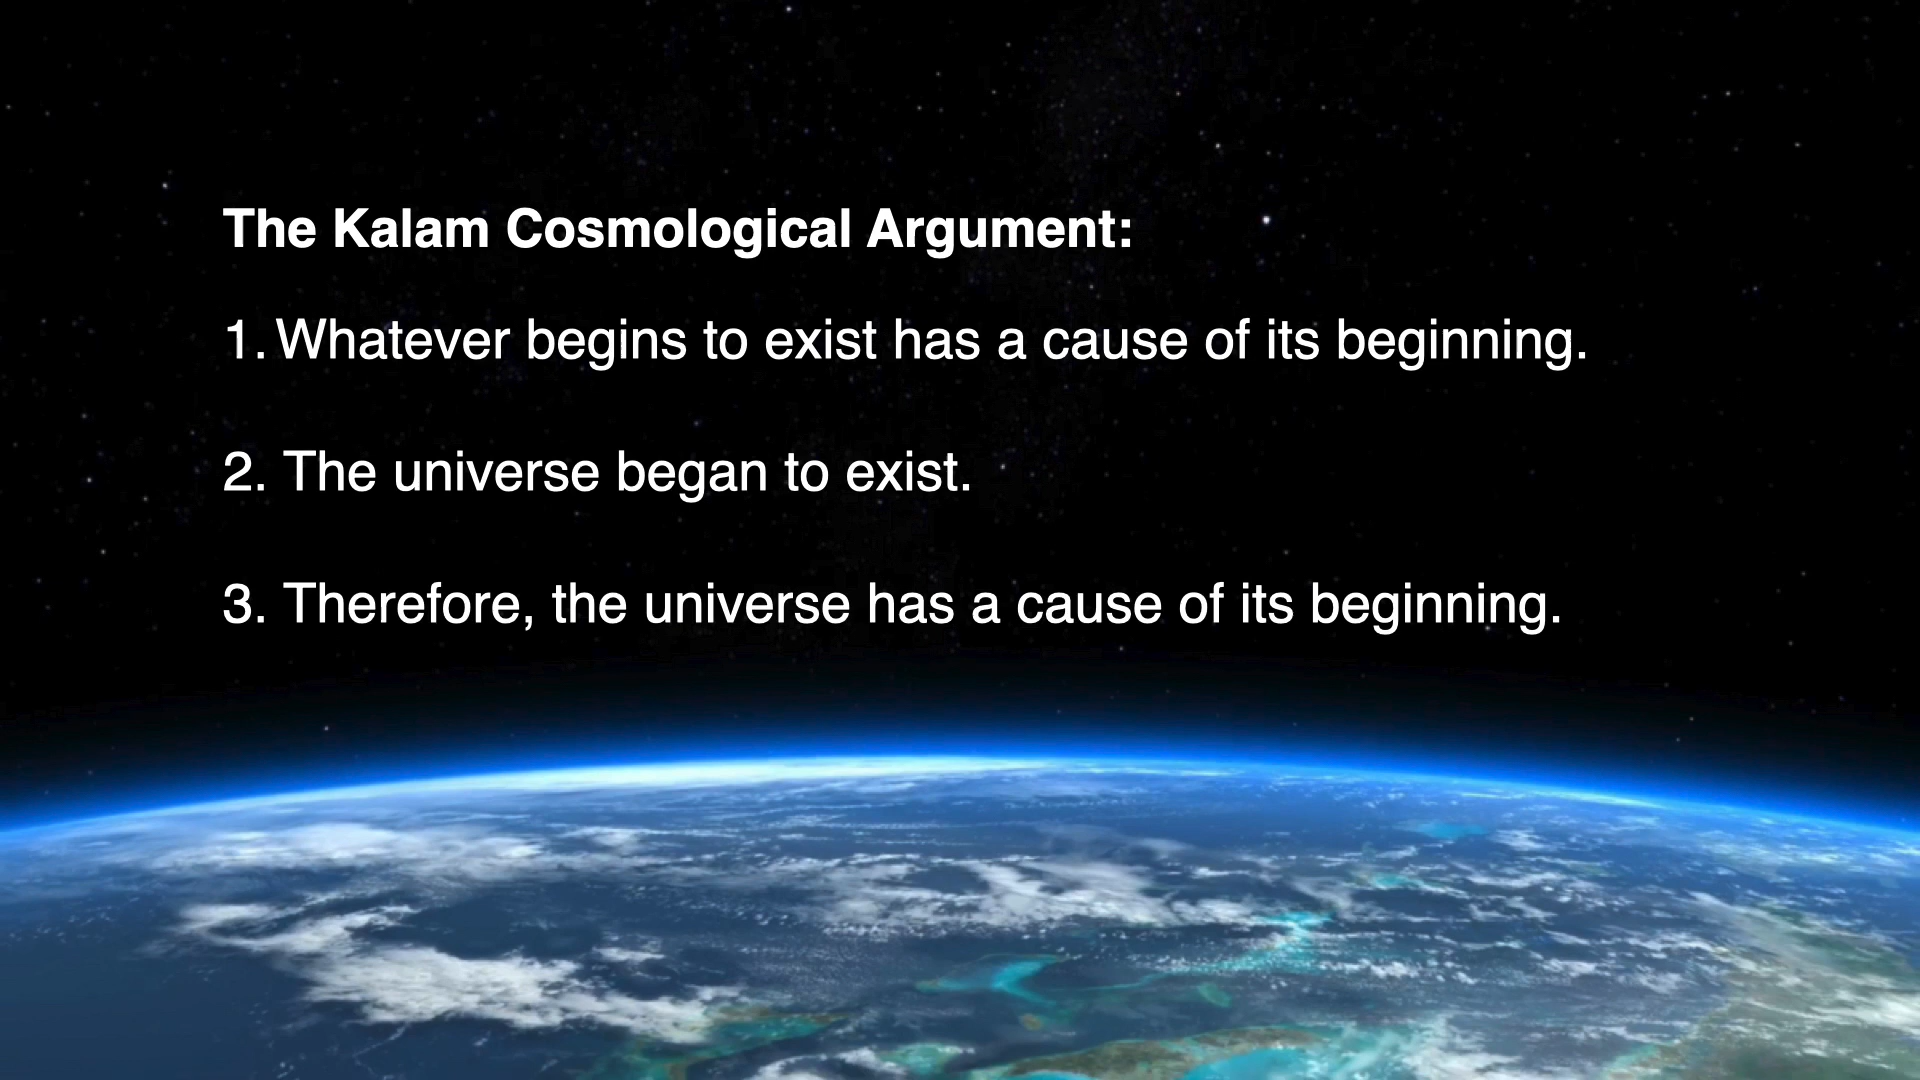 The Kalam Cosmological Argument:
1. Whatever begins to exist has a cause of its beginning.
2. The universe began to exist.
3. Therefore, the universe has a cause of its beginning.